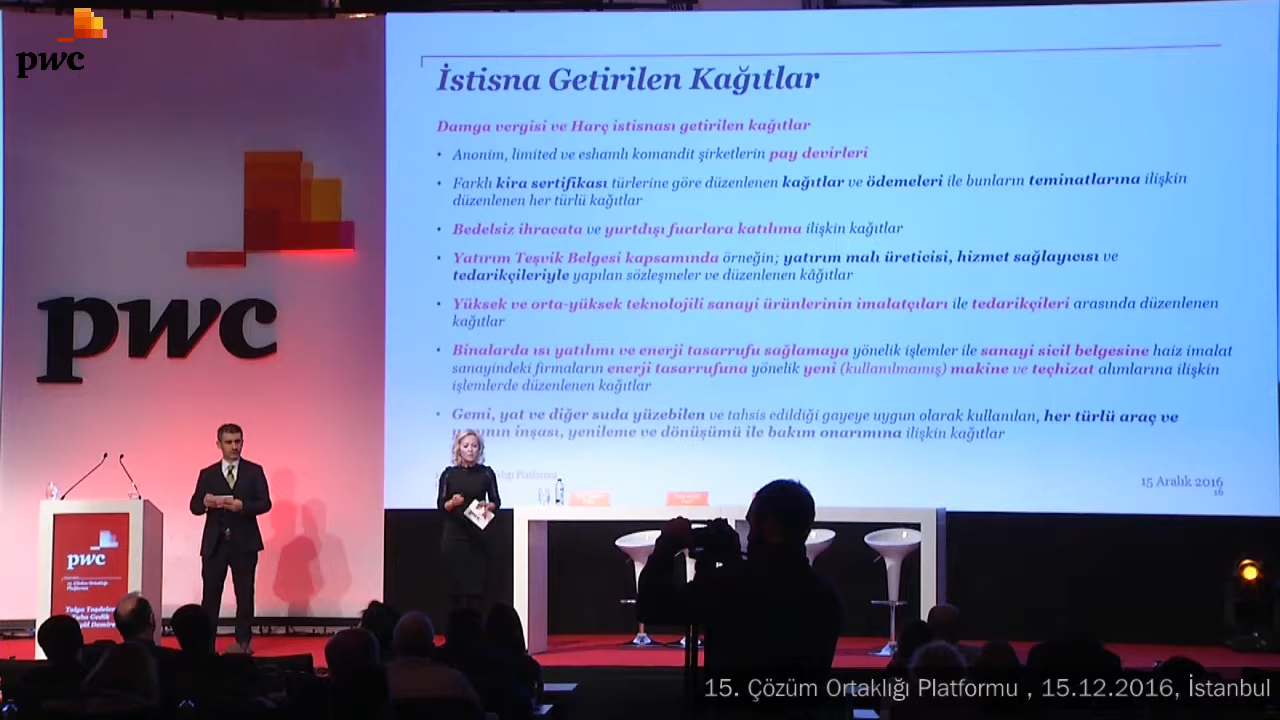 pwc
İstisna Getirilen Kağıtlar
Damga vergisi ve Harç istisnası getirilen kağıtlar
• Anonim, limited ve eshamlı komandit şirketlerin pay devirleri
• Farklı kira sertifikası türlerine göre düzenlenen kağıtlar ve ödemeleri ile bunların teminatlarına ilişkin
düzenlenen her türlü kağıtlar
• Bedelsiz ihracata ve yurtdışı fuarlara katılıma ilişkin kağıtlar
• Yatırım Teşvik Belgesi kapsamında örneğin; yatırım malı üreticisi, hizmet sağlayıcısı ve
tedarikçileriyle yapılan sözleşmeler ve düzenlenen kâğıtlar
• Yüksek ve orta-yüksek teknolojili sanayi ürünlerinin imalatçıları ile tedarikçileri arasında düzenlenen
kağıtlar
• Binalarda ısı yatılımı ve enerji tasarrufu sağlamaya yönelik işlemler ile sanayi sicil belgesine haiz imalat
sanayindeki firmaların enerji tasarrufuna yönelik yeni (kullanılmamış) makine ve teçhizat alımlarına ilişkin
işlemlerde düzenlenen kağıtlar
• Gemi, yat ve diğer suda yüzebilen ve tahsis edildiği gayeye uygun olarak kullanılan, her türlü araç ve
inşası, yenileme ve dönüşümü ile bakım onarımına ilişkin kağıtlar
15 Aralık 2016
16
pwc
pwc
15. Çözüm Ortaklığı
Platformu
15. Çözüm Ortaklığı Platformu , 15.12.2016, İstanbul